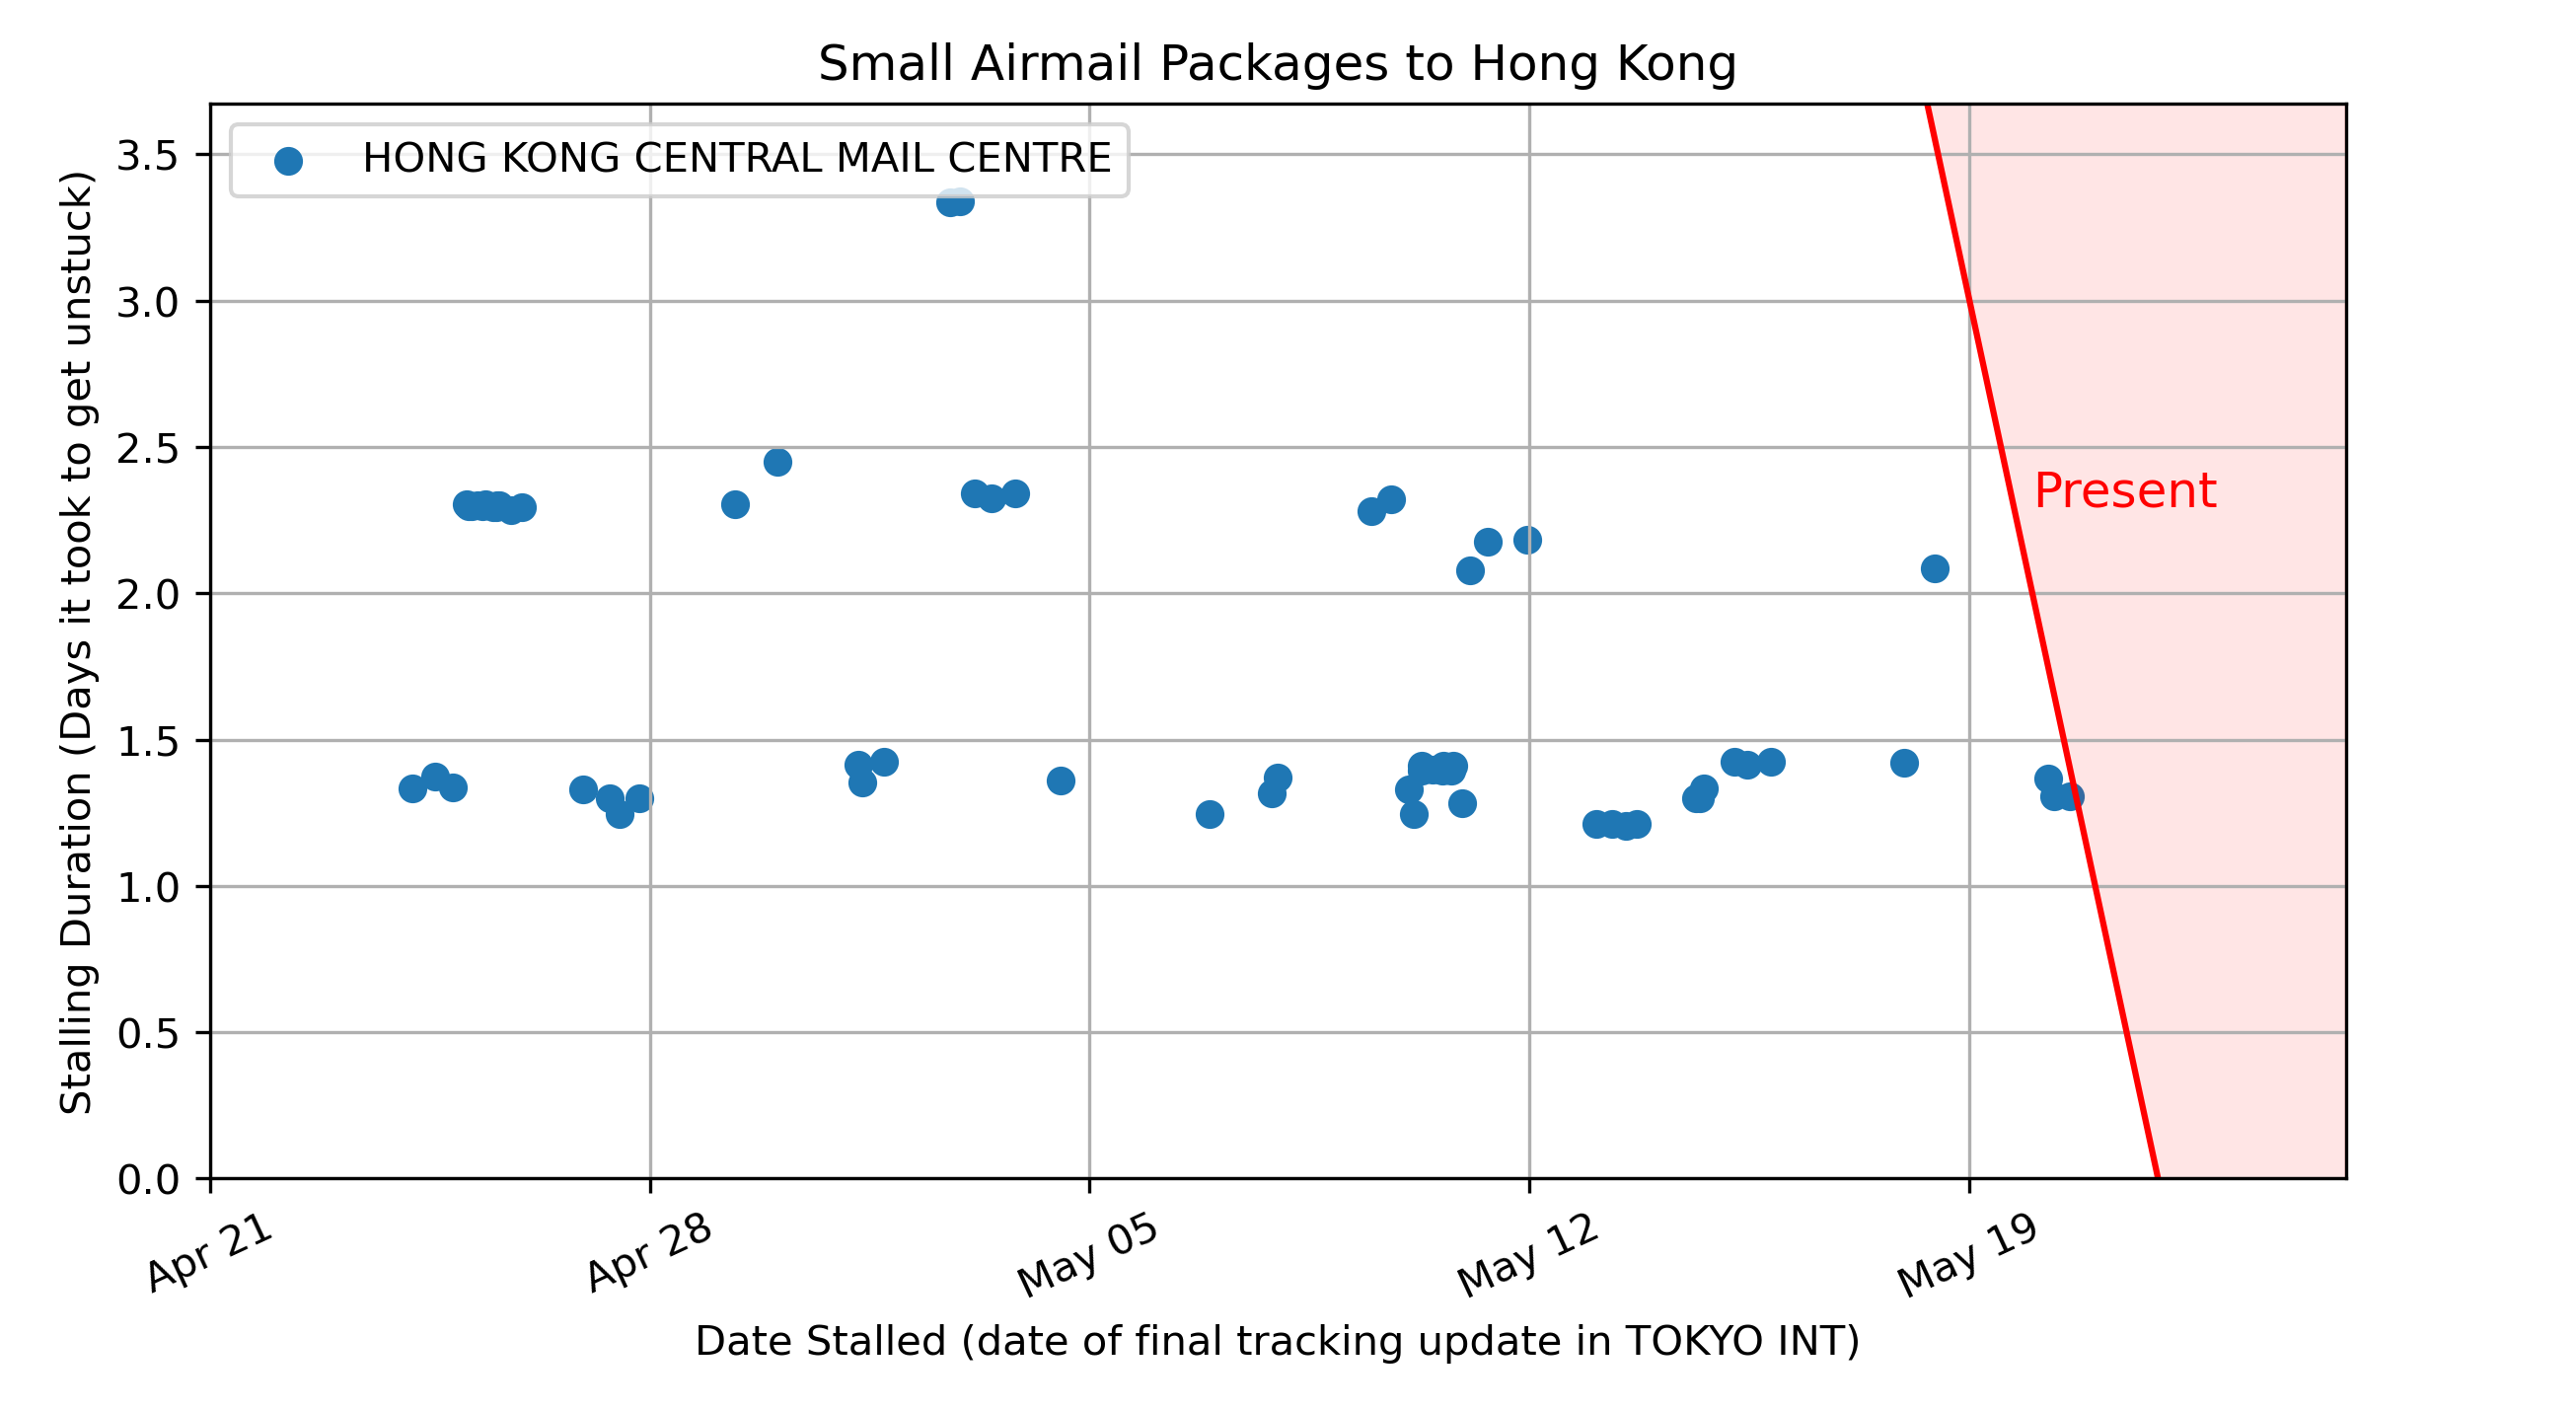 Small Airmail Packages to Hong Kong
HONG KONG CENTRAL MAIL CENTRE
Stalling Duration (Days it took to get unstuck)
3.5
3.0
2.5
2.0
1.5
1.0
0.5
0.0
Present
Apr 21
Apr 28
May 05
May 12
May 19
Date Stalled (date of final tracking update in TOKYO INT)